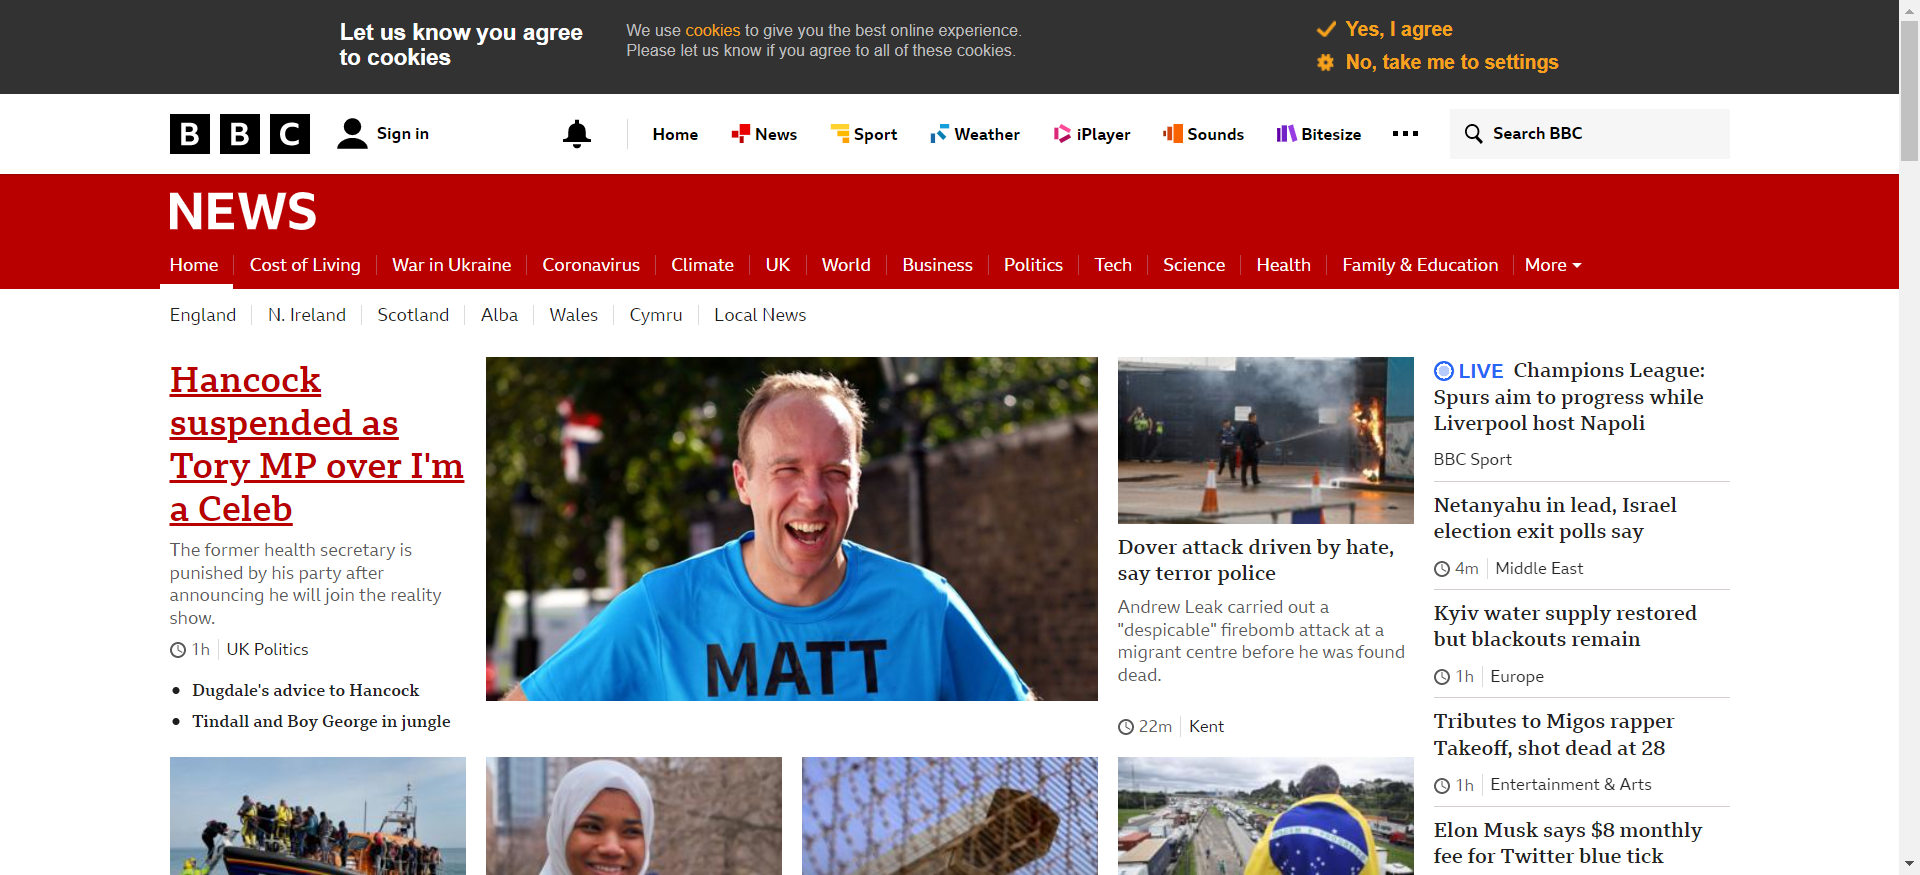 Let us know you agree
to cookies
We use cookies to give you the best online experience.
Please let us know if you agree to all of these cookies.
Yes, I agree
No, take me to settings
BBC
Sign in
Home
News
Sport
Weather
iPlayer
Sounds
Bitesize
Search BBC
NEWS
Home
Cost of Living
War in Ukraine
Coronavirus
Climate
UK
World
Business
Politics
Tech
Science
Health
Family & Education
More
England
N. Ireland
Scotland
Alba
Wales
Cymru
Local News
Hancock
suspended as
Tory MP over I'm
a Celeb
The former health secretary is
punished by his party after
announcing he will join the reality
show.
1h
UK Politics
Dugdale's advice to Hancock
Tindall and Boy George in jungle
MATT
Dover attack driven by hate,
say terror police
Andrew Leak carried out a
"despicable" firebomb attack at a
migrant centre before he was found
dead.
22m
Kent
LIVE Champions League:
Spurs aim to progress while
Liverpool host Napoli
BBC Sport
Netanyahu in lead, Israel
election exit polls say
4m
Middle East
Kyiv water supply restored
but blackouts remain
1h
Europe
Tributes to Migos rapper
Takeoff, shot dead at 28
1h
Entertainment & Arts
Elon Musk says $8 monthly
fee for Twitter blue tick